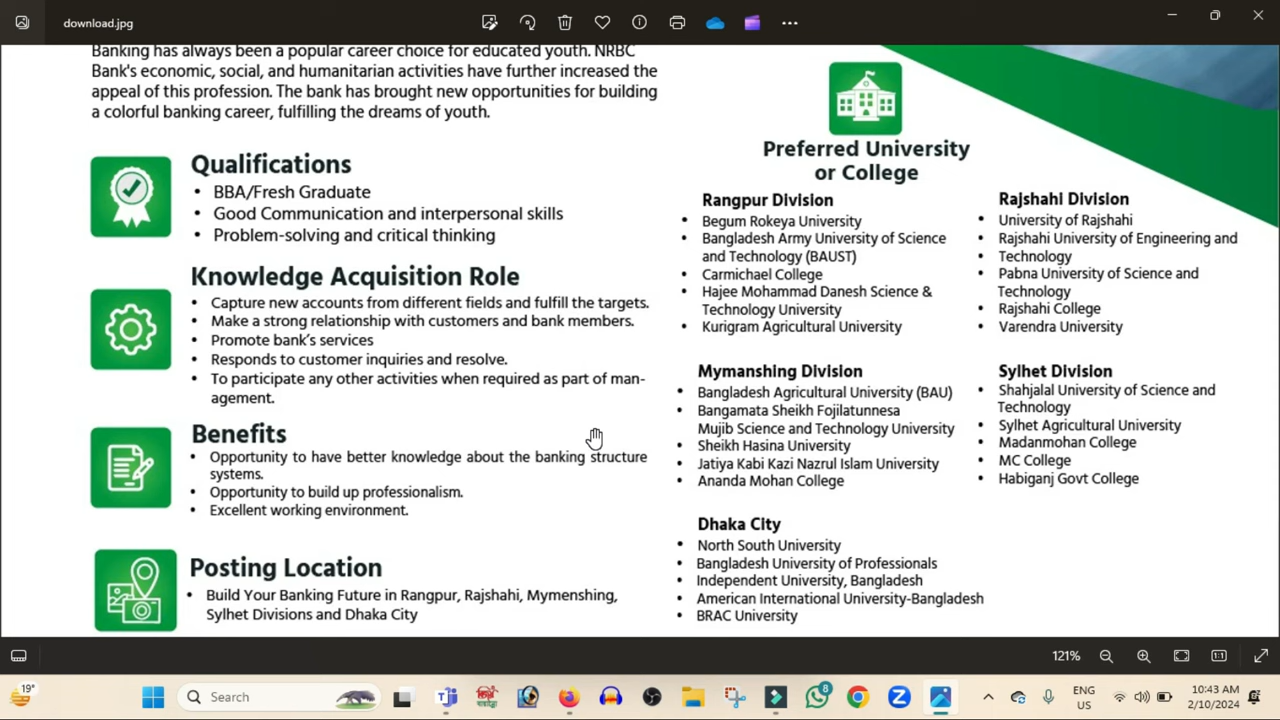 download.jpg
Banking has always been a popular career choice for educated youth. NRBC
Bank's economic, social, and humanitarian activities have further increased the
appeal of this profession. The bank has brought new opportunities for building
a colorful banking career, fulfilling the dreams of youth.
Qualifications
• BBA/Fresh Graduate
• Good Communication and interpersonal skills
• Problem-solving and critical thinking
Knowledge Acquisition Role
• Capture new accounts from different fields and fulfill the targets.
• Make a strong relationship with customers and bank members.
• Promote bank's services
• Responds to customer inquiries and resolve.
• To participate any other activities when required as part of man-
agement.
Benefits
• Opportunity to have better knowledge about the banking structure
systems.
• Opportunity to build up professionalism.
• Excellent working environment.
Posting Location
• Build Your Banking Future in Rangpur, Rajshahi, Mymenshing,
Sylhet Divisions and Dhaka City
Preferred University
or College
Rangpur Division
• Begum Rokeya University
• Bangladesh Army University of Science
and Technology (BAUST)
• Carmichael College
• Hajee Mohammad Danesh Science &
Technology University
• Kurigram Agricultural University
Rajshahi Division
• University of Rajshahi
• Rajshahi University of Engineering and
• Technology
• Pabna University of Science and
Technology
• Rajshahi College
• Varendra University
Mymanshing Division
• Bangladesh Agricultural University (BAU)
• Bangamata Sheikh Fojilatunnesa
Mujib Science and Technology University
• Sheikh Hasina University
• Jatiya Kabi Kazi Nazrul Islam University
• Ananda Mohan College
Sylhet Division
• Shahjalal University of Science and
Technology
• Sylhet Agricultural University
• Madanmohan College
• MC College
• Habiganj Govt College
Dhaka City
• North South University
• Bangladesh University of Professionals
• Independent University, Bangladesh
• American International University-Bangladesh
• BRAC University
121%
19°
Search
8
ENG
US
10:43 AM
2/10/2024